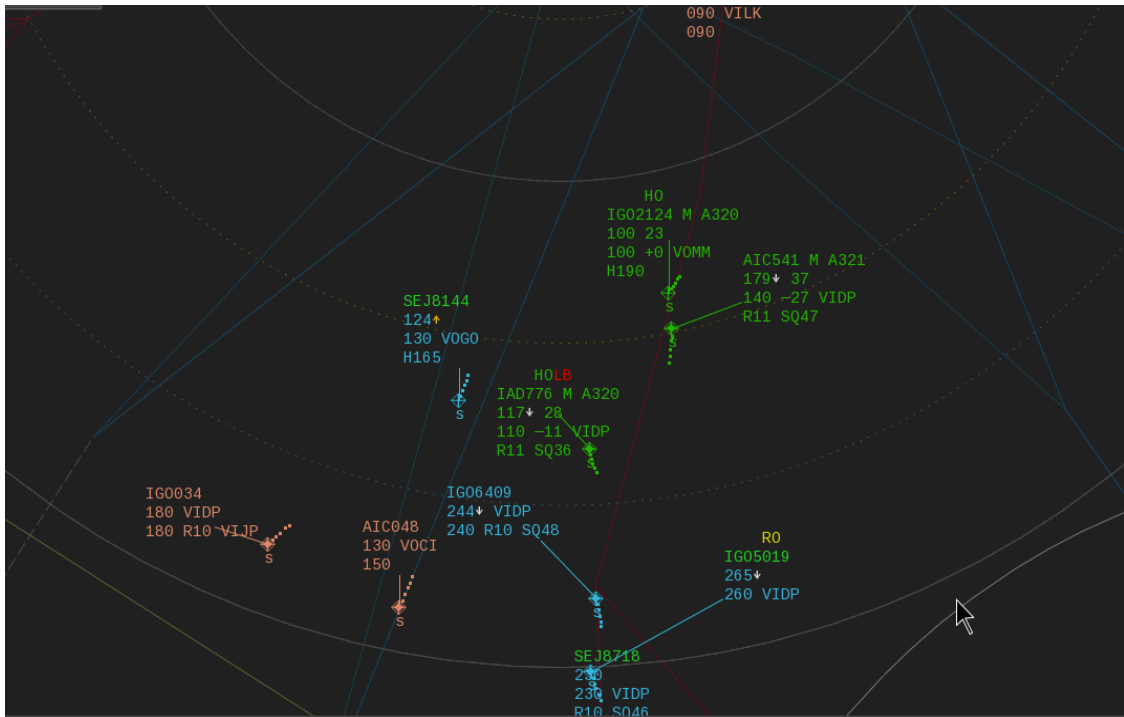 090 VILK
090
HO
IGO2124 M A320
100 23
100 +0 VOMM
H190
S
AIC541 M A321
179↓ 37
140 —27 VIDP
R11 SQ47
S
SEJ8144
124↑
130 VOGO
H165
S
HOLB
IAD776 M A320
117↓ 28
110 —11 VIDP
R11 SQ36
S
IGO034
180 VIDP
180 R10 VIJP
S
AIC048
130 VOCI
150
S
IGO6409
244↓ VIDP
240 R10 SQ48
RO
IGO5019
265↓
260 VIDP
SEJ8718
230
230 VIDP
R10 SQ46